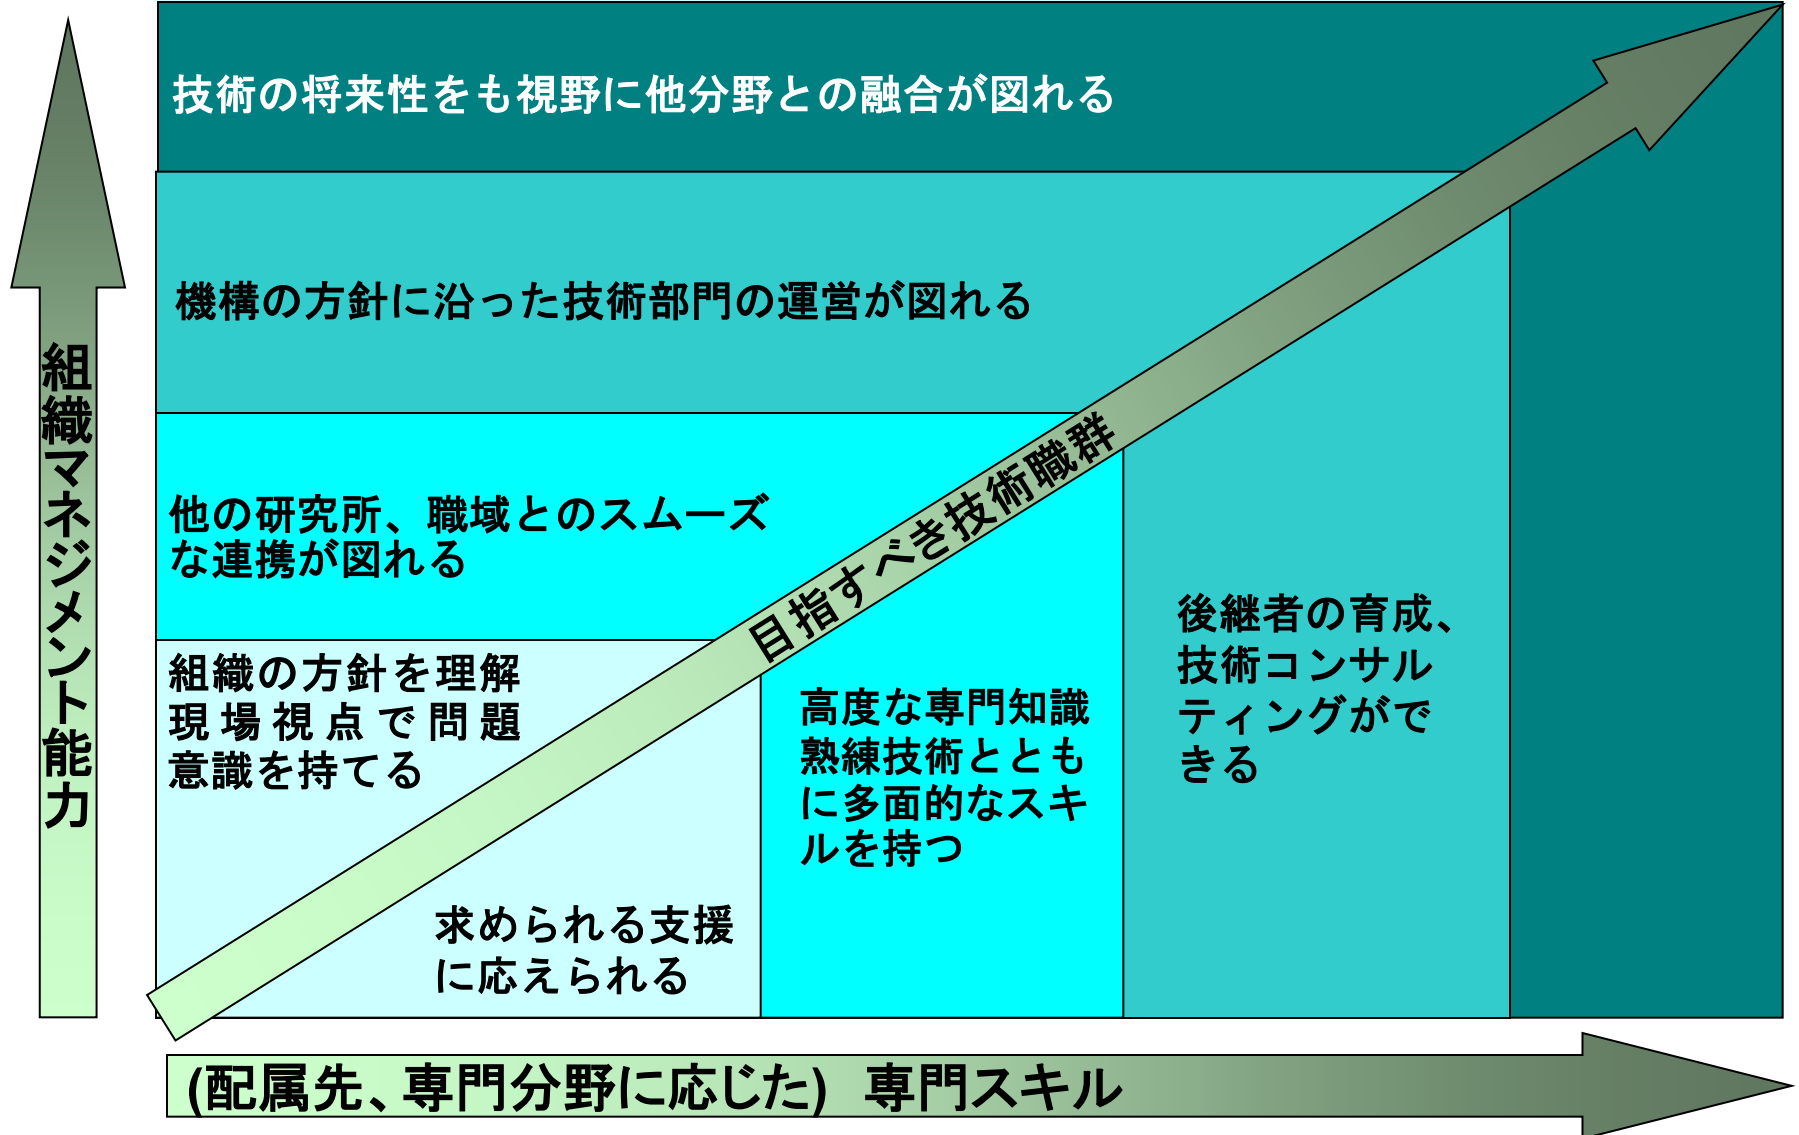 技術の将来性をも視野に他分野との融合が図れる
機構の方針に沿った技術部門の運営が図れる
組織マネジメント能力
他の研究所、職域とのスムーズ
な連携が図れる
目指すべき技術職群
組織の方針を理解
現場視点で問題
意識を持てる
求められる支援
に応えられる
高度な専門知識
熟練技術ととも
に多面的なスキ
ルを持つ
後継者の育成、
技術コンサル
ティングがで
きる
(配属先、専門分野に応じた) 専門スキル